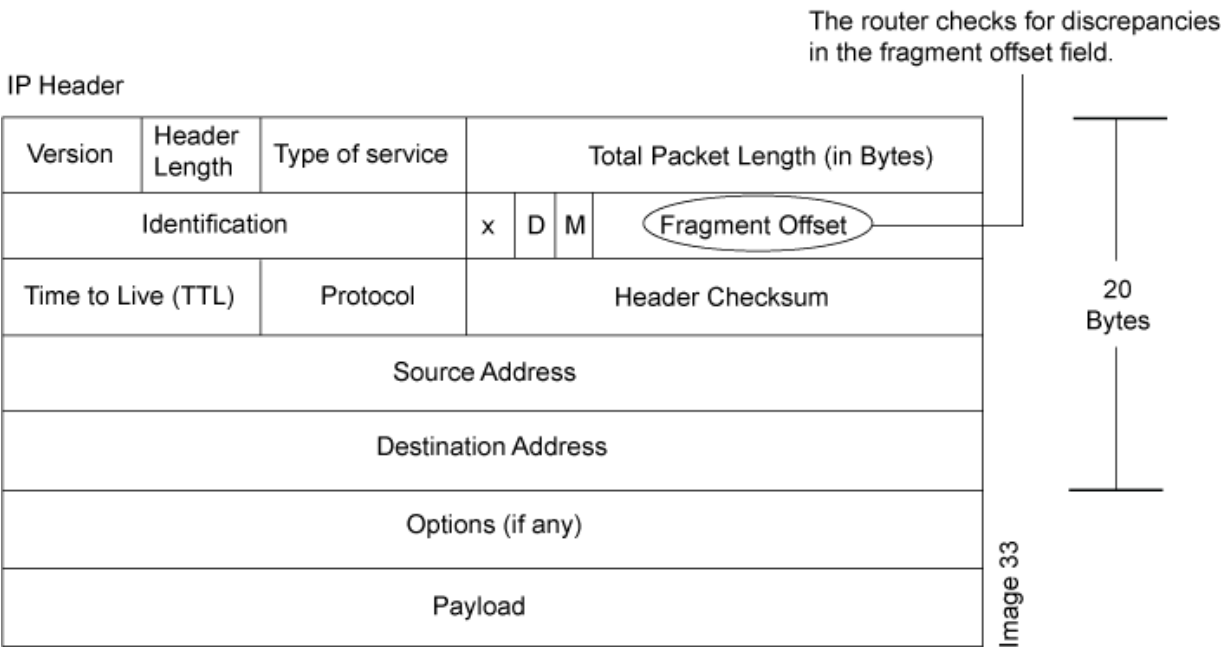 The router checks for discrepancies
in the fragment offset field.
IP Header
Version
Header
Length
Type of service
Total Packet Length (in Bytes)
Identification
x
D
M
Fragment Offset
Time to Live (TTL)
Protocol
Header Checksum
20
Bytes
Source Address
Destination Address
Options (if any)
Payload
Image 33